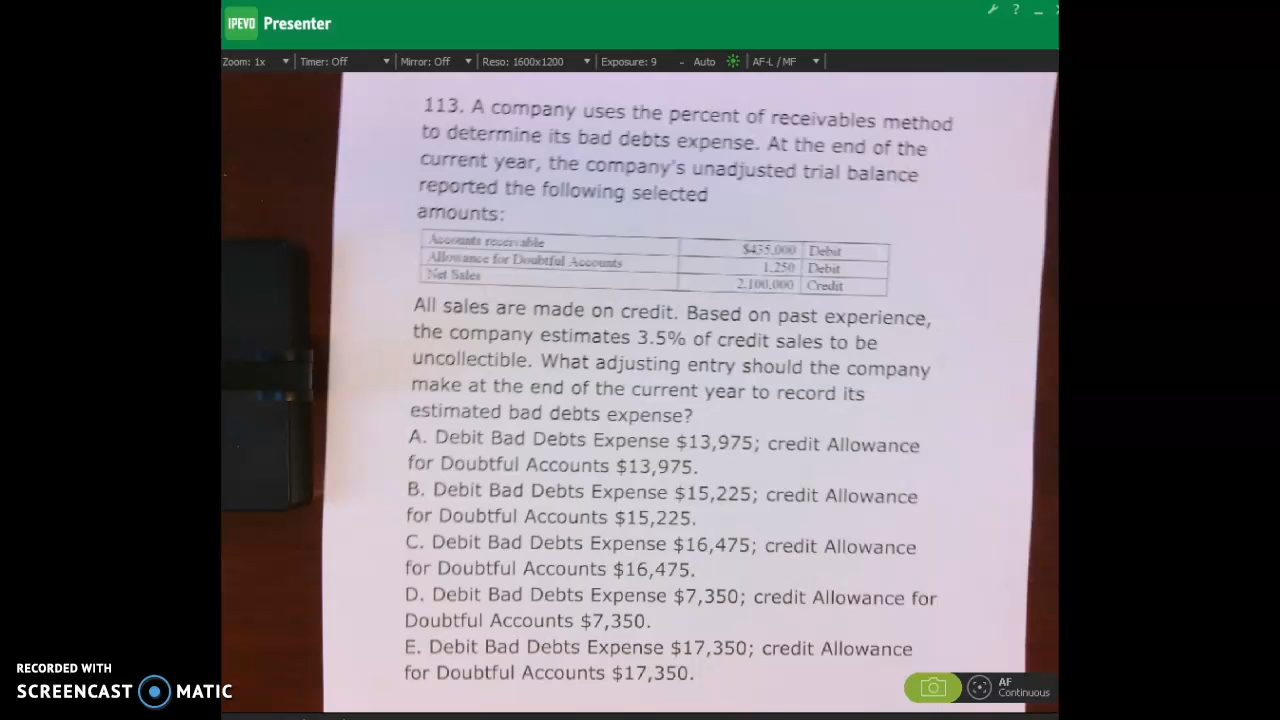 IPEVO Presenter
Zoom: 1x Timer: Off Mirror: Off Reso: 1600x1200 Exposure: 9 - Auto AF-L / MF
113. A company uses the percent of receivables method
to determine its bad debts expense. At the end of the
current year, the company's unadjusted trial balance
reported the following selected
amounts:
Accounts receivable $435,000 Debit
Allowance for Doubtful Accounts 1,250 Debit
Net Sales 2,100,000 Credit
All sales are made on credit. Based on past experience,
the company estimates 3.5% of credit sales to be
uncollectible. What adjusting entry should the company
make at the end of the current year to record its
estimated bad debts expense?
A. Debit Bad Debts Expense $13,975; credit Allowance
for Doubtful Accounts $13,975.
B. Debit Bad Debts Expense $15,225; credit Allowance
for Doubtful Accounts $15,225.
C. Debit Bad Debts Expense $16,475; credit Allowance
for Doubtful Accounts $16,475.
D. Debit Bad Debts Expense $7,350; credit Allowance for
Doubtful Accounts $7,350.
E. Debit Bad Debts Expense $17,350; credit Allowance
for Doubtful Accounts $17,350.
RECORDED WITH
SCREENCAST MATIC
AF
Continuous